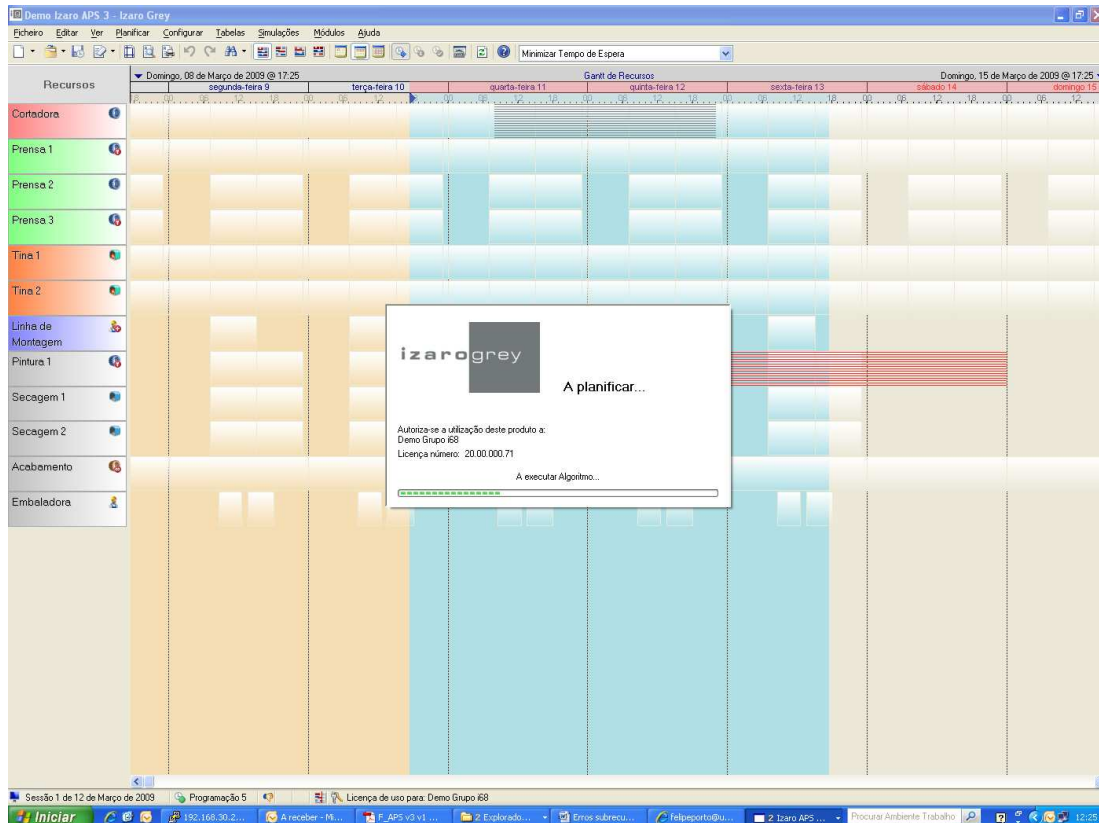 Demo Izaro APS 3 - Izaro Grey
Ficheiro Editar Ver Planificar Configurar Tabelas Simulações Módulos Ajuda
Minimizar Tempo de Espera
Recursos
Domingo, 08 de Março de 2009 @ 17:25 Gantt de Recursos Domingo, 15 de Março de 2009 @ 17:25
segunda-feira 9 terça-feira 10 quarta-feira 11 quinta-feira 12 sexta-feira 13 sábado 14 domingo 15
Cortadora
Prensa 1
Prensa 2
Prensa 3
Tina 1
Tina 2
Linha de
Montagem
Pintura 1
Secagem 1
Secagem 2
Acabamento
Embaladora
izarogrey
A planificar...
Autoriza-se a utilização deste produto a:
Demo Grupo i68
Licença número: 20.00.000.71
A executar Algoritmo...
Sessão 1 de 12 de Março de 2009 Programação 5 Licença de uso para: Demo Grupo i68
Iniciar 192.168.30.2... A receber - Mi... F_APS v3 v1 ... 2 Explorado... Erros subrecu... felipeporto@u... 2 Izaro APS ... Procurar Ambiente Trabalho 12:25